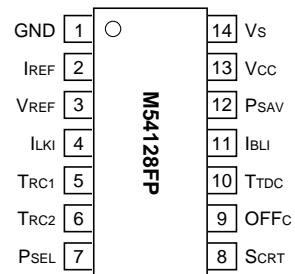 GND 1 14 VS
IREF 2 13 VCC
VREF 3 12 PSAV
ILKI 4 11 IBLI
TRC1 5 10 TTDC
TRC2 6 9 OFFC
PSEL 7 8 SCRT
M54128FP